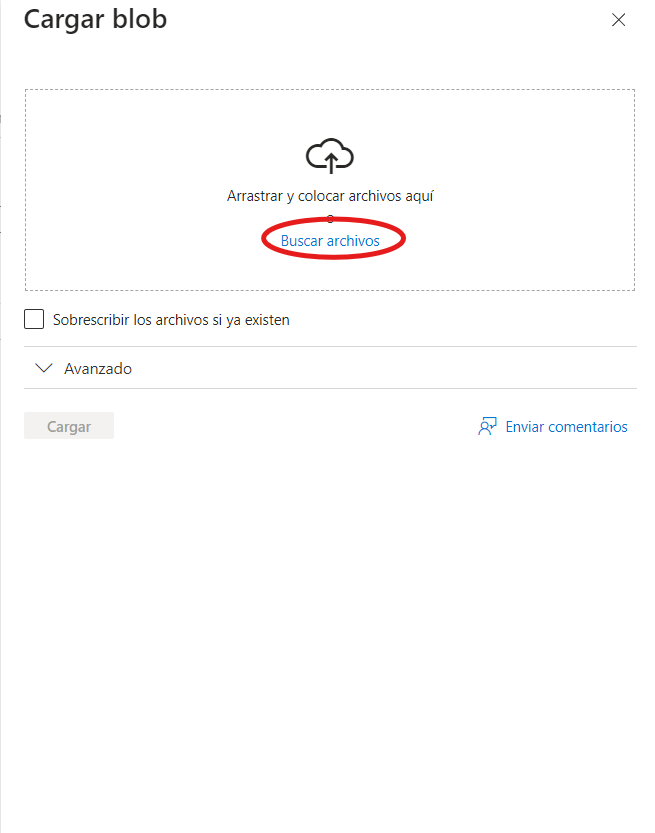 Cargar blob
Arrastrar y colocar archivos aquí
o
Buscar archivos
Sobrescribir los archivos si ya existen
Avanzado
Cargar
Enviar comentarios